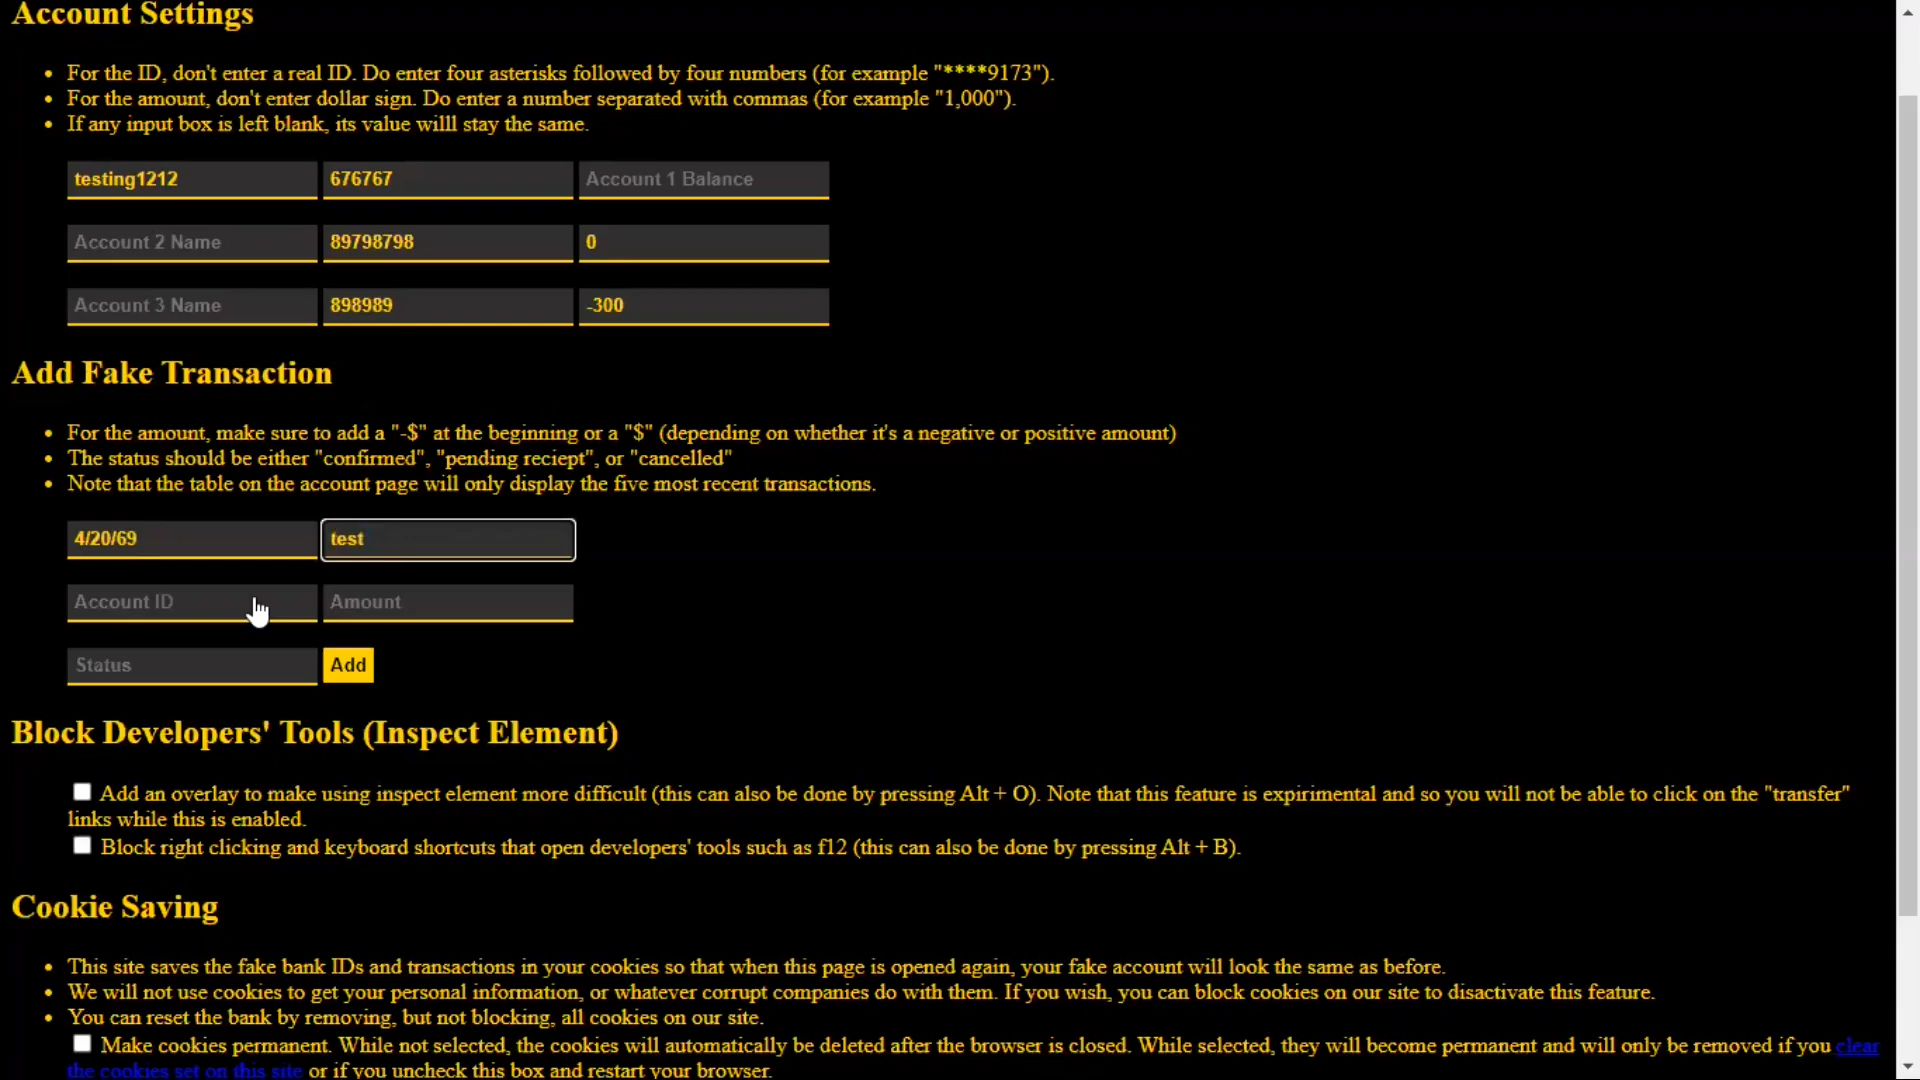 Account Settings
For the ID, don't enter a real ID. Do enter four asterisks followed by four numbers (for example "****9173").
For the amount, don't enter dollar sign. Do enter a number separated with commas (for example "1,000").
If any input box is left blank, its value willl stay the same.
testing1212 676767 Account 1 Balance
Account 2 Name 89798798 0
Account 3 Name 898989 -300
Add Fake Transaction
For the amount, make sure to add a "-$" at the beginning or a "$" (depending on whether it's a negative or positive amount)
The status should be either "confirmed", "pending reciept", or "cancelled"
Note that the table on the account page will only display the five most recent transactions.
4/20/69 test
Account ID Amount
Status Add
Block Developers' Tools (Inspect Element)
Add an overlay to make using inspect element more difficult (this can also be done by pressing Alt + O). Note that this feature is expirimental and so you will not be able to click on the "transfer"
links while this is enabled.
Block right clicking and keyboard shortcuts that open developers' tools such as f12 (this can also be done by pressing Alt + B).
Cookie Saving
This site saves the fake bank IDs and transactions in your cookies so that when this page is opened again, your fake account will look the same as before.
We will not use cookies to get your personal information, or whatever corrupt companies do with them. If you wish, you can block cookies on our site to disactivate this feature.
You can reset the bank by removing, but not blocking, all cookies on our site.
Make cookies permanent. While not selected, the cookies will automatically be deleted after the browser is closed. While selected, they will become permanent and will only be removed if you clear
the cookies set on this site or if you uncheck this box and restart your browser.